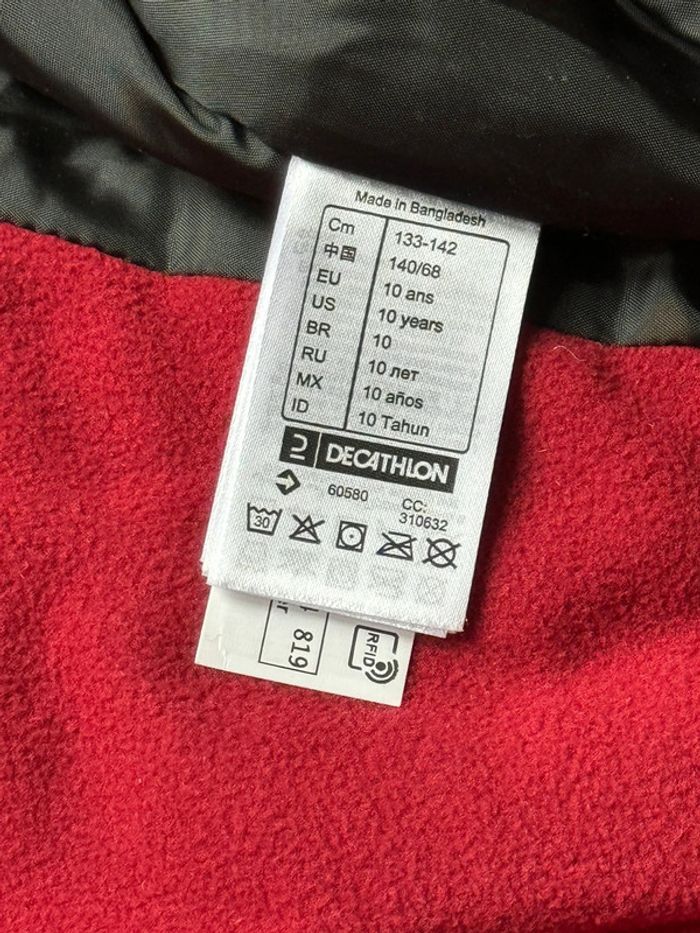 Made in Bangladesh
Cm 133-142
中国 140/68
EU 10 ans
US 10 years
BR 10
RU 10 лет
MX 10 años
ID 10 Tahun
DECATHLON
60580 CC: 310632
30
819
RFID